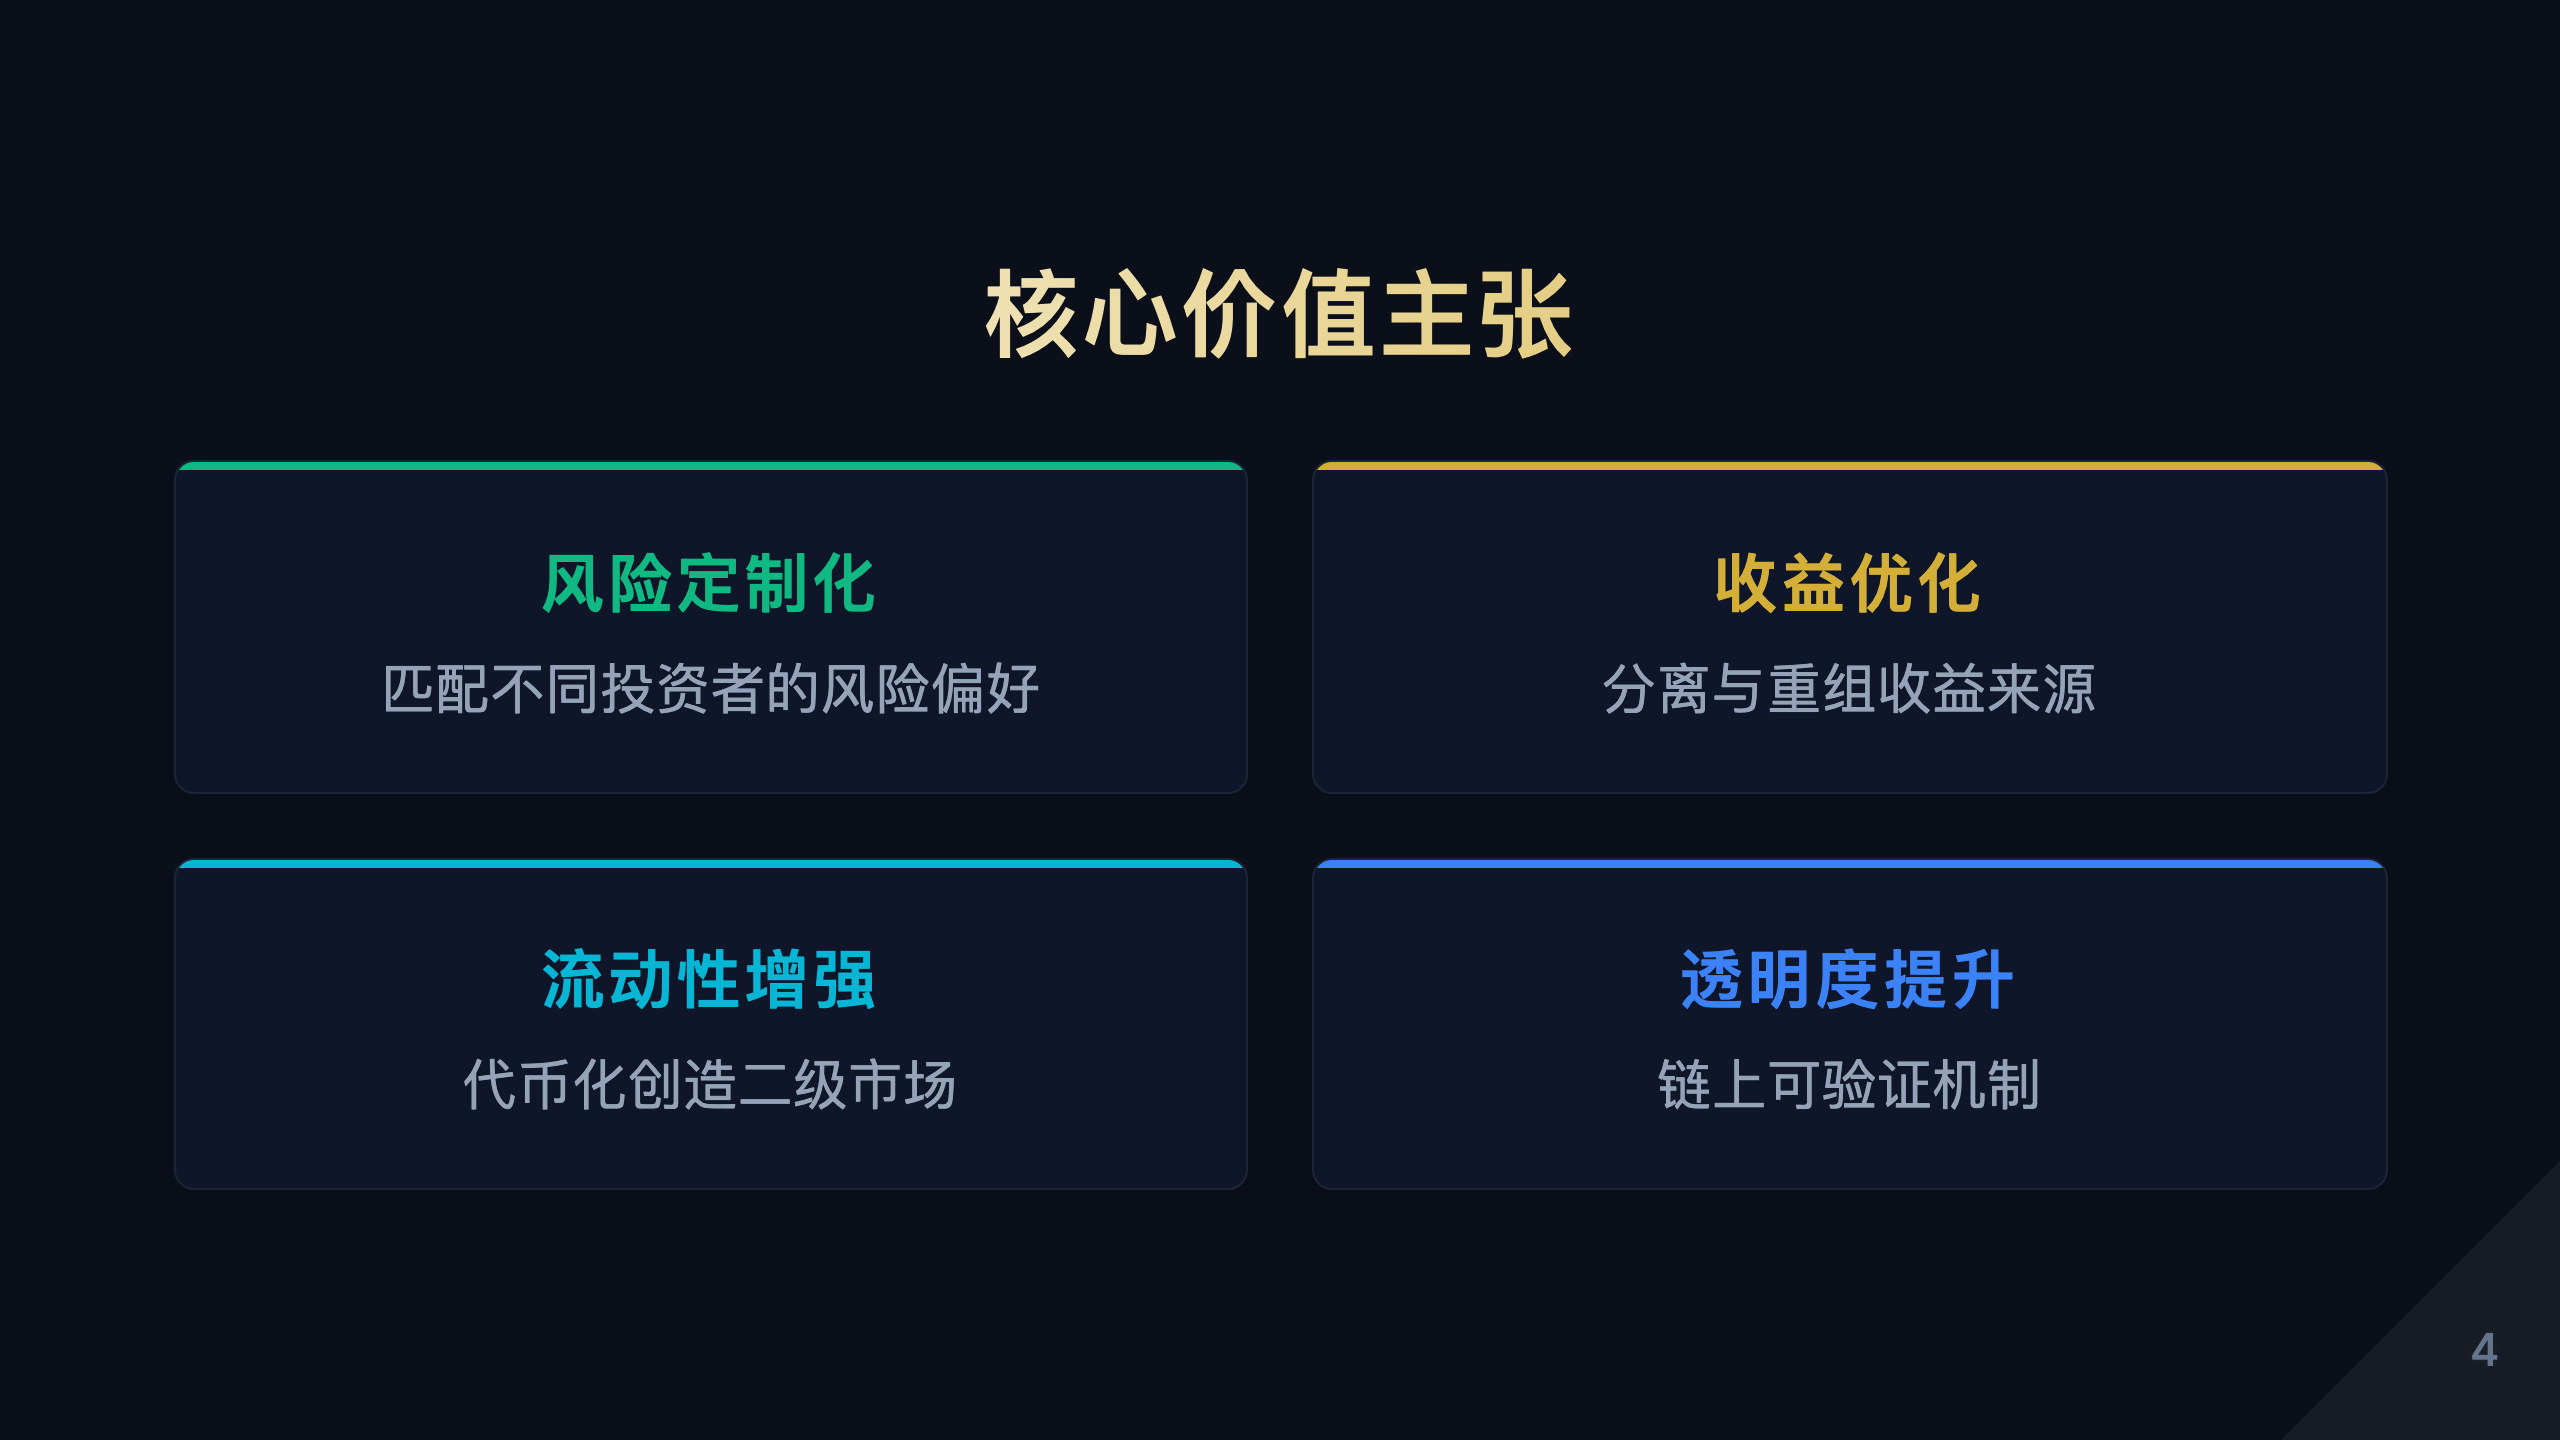 核心价值主张
风险定制化
匹配不同投资者的风险偏好
收益优化
分离与重组收益来源
流动性增强
代币化创造二级市场
透明度提升
链上可验证机制
4